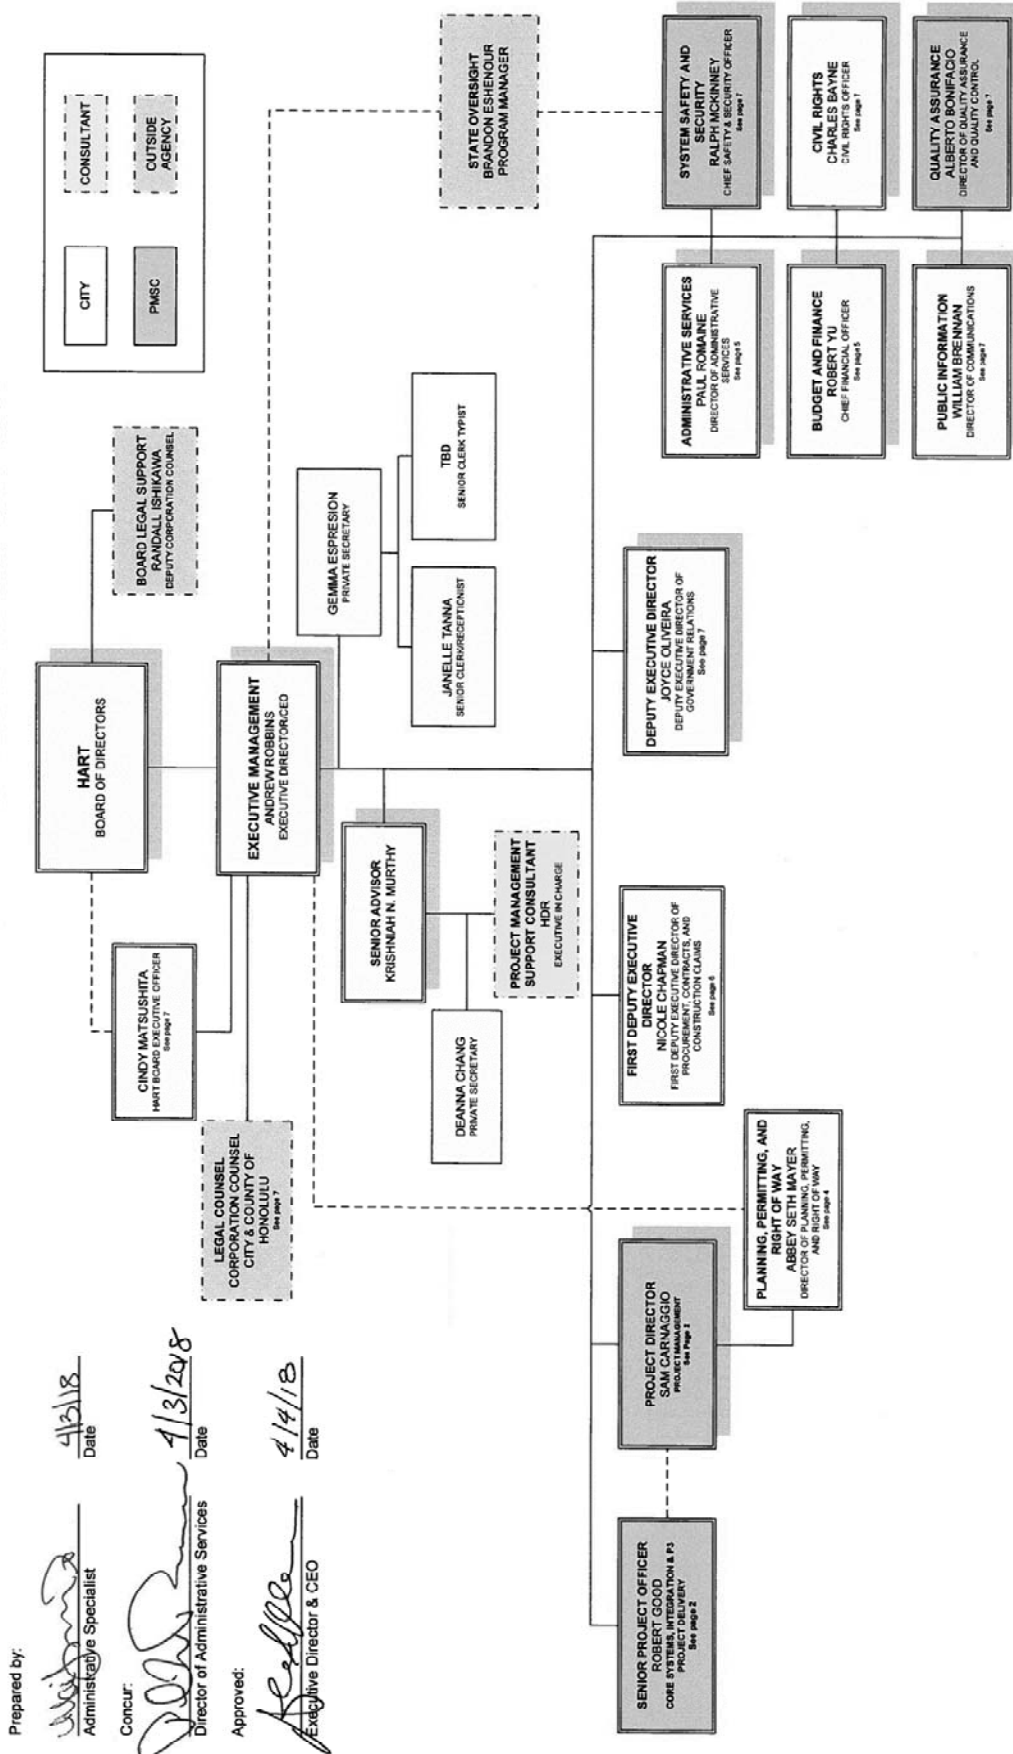 Prepared by:
4/3/18
Administrative Specialist
Date
Concur:
4/3/2018
Director of Administrative Services
Date
Approved:
4/4/18
Executive Director & CEO
Date
CITY
CONSULTANT
PMSC
OUTSIDE
AGENCY
HART
BOARD OF DIRECTORS
BOARD LEGAL SUPPORT
RANDALL ISHIKAWA
DEPUTY CORPORATION COUNSEL
CINDY MATSUSHITA
HART BOARD EXECUTIVE OFFICER
See page 7
LEGAL COUNSEL
CORPORATION COUNSEL
CITY & COUNTY OF
HONOLULU
See page 7
EXECUTIVE MANAGEMENT
ANDREW ROBBINS
EXECUTIVE DIRECTOR/CEO
GEMMA ESPRESION
PRIVATE SECRETARY
JANELLE TANNA
SENIOR CLERK/RECEPTIONIST
TBD
SENIOR CLERK TYPIST
SENIOR ADVISOR
KRISHNIAH N. MURTHY
DEANNA CHANG
PRIVATE SECRETARY
PROJECT MANAGEMENT
SUPPORT CONSULTANT
HDR
EXECUTIVE IN CHARGE
STATE OVERSIGHT
BRANDON ESHENOUR
PROGRAM MANAGER
SENIOR PROJECT OFFICER
ROBERT GOOD
CORE SYSTEMS, INTEGRATION & P3
PROJECT DELIVERY
See page 2
PROJECT DIRECTOR
SAM CARNAGGIO
PROJECT MANAGEMENT
See Page 3
PLANNING, PERMITTING, AND
RIGHT OF WAY
ABBEY SETH MAYER
DIRECTOR OF PLANNING, PERMITTING,
AND RIGHT OF WAY
See page 4
FIRST DEPUTY EXECUTIVE
DIRECTOR
NICOLE CHAPMAN
FIRST DEPUTY EXECUTIVE DIRECTOR OF
PROCUREMENT, CONTRACTS, AND
CONSTRUCTION CLAIMS
See page 6
DEPUTY EXECUTIVE DIRECTOR
JOYCE OLIVEIRA
DEPUTY EXECUTIVE DIRECTOR OF
GOVERNMENT RELATIONS
See page 7
ADMINISTRATIVE SERVICES
PAUL ROMAINE
DIRECTOR OF ADMINISTRATIVE
SERVICES
See page 5
SYSTEM SAFETY AND
SECURITY
RALPH MCKINNEY
CHIEF SAFETY & SECURITY OFFICER
See page 7
BUDGET AND FINANCE
ROBERT YU
CHIEF FINANCIAL OFFICER
See page 5
CIVIL RIGHTS
CHARLES BAYNE
CIVIL RIGHTS OFFICER
See page 7
PUBLIC INFORMATION
WILLIAM BRENNAN
DIRECTOR OF COMMUNICATIONS
See page 7
QUALITY ASSURANCE
ALBERTO BONIFACIO
DIRECTOR OF QUALITY ASSURANCE
AND QUALITY CONTROL
See page 7